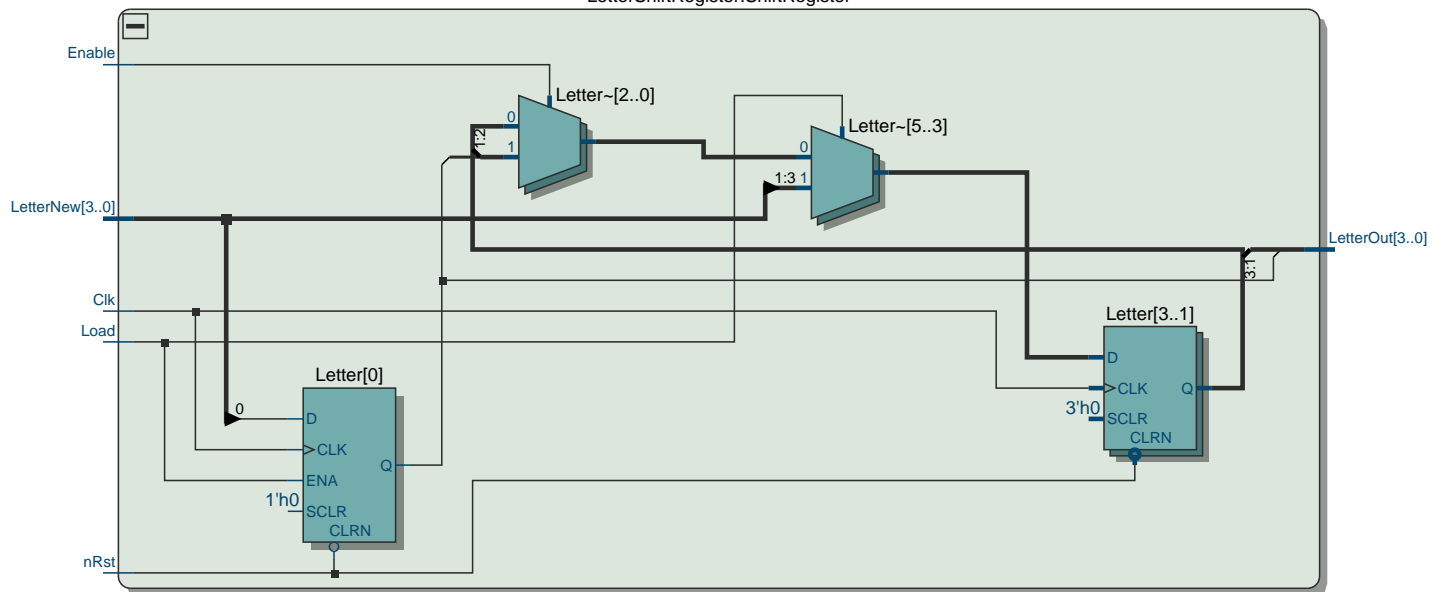 LetterShiftRegister:ShiftRegister
Enable
Letter~[2..0]
0
1:2
1
Letter~[5..3]
0
1:3 1
LetterNew[3..0]
LetterOut[3..0]
3:1
Clk
Load
Letter[3..1]
D
CLK
Q
3'h0
SCLR
CLRN
Letter[0]
0
D
CLK
Q
ENA
1'h0
SCLR
CLRN
nRst